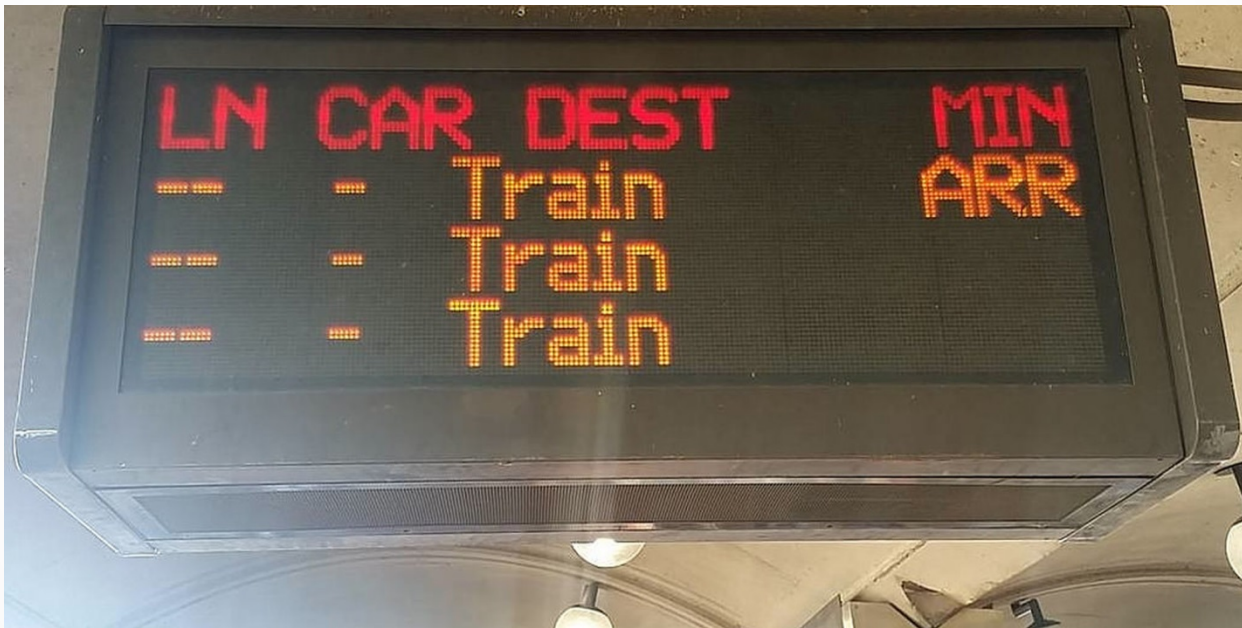 LN CAR DEST MIN
-- - Train ARR
-- - Train
-- - Train